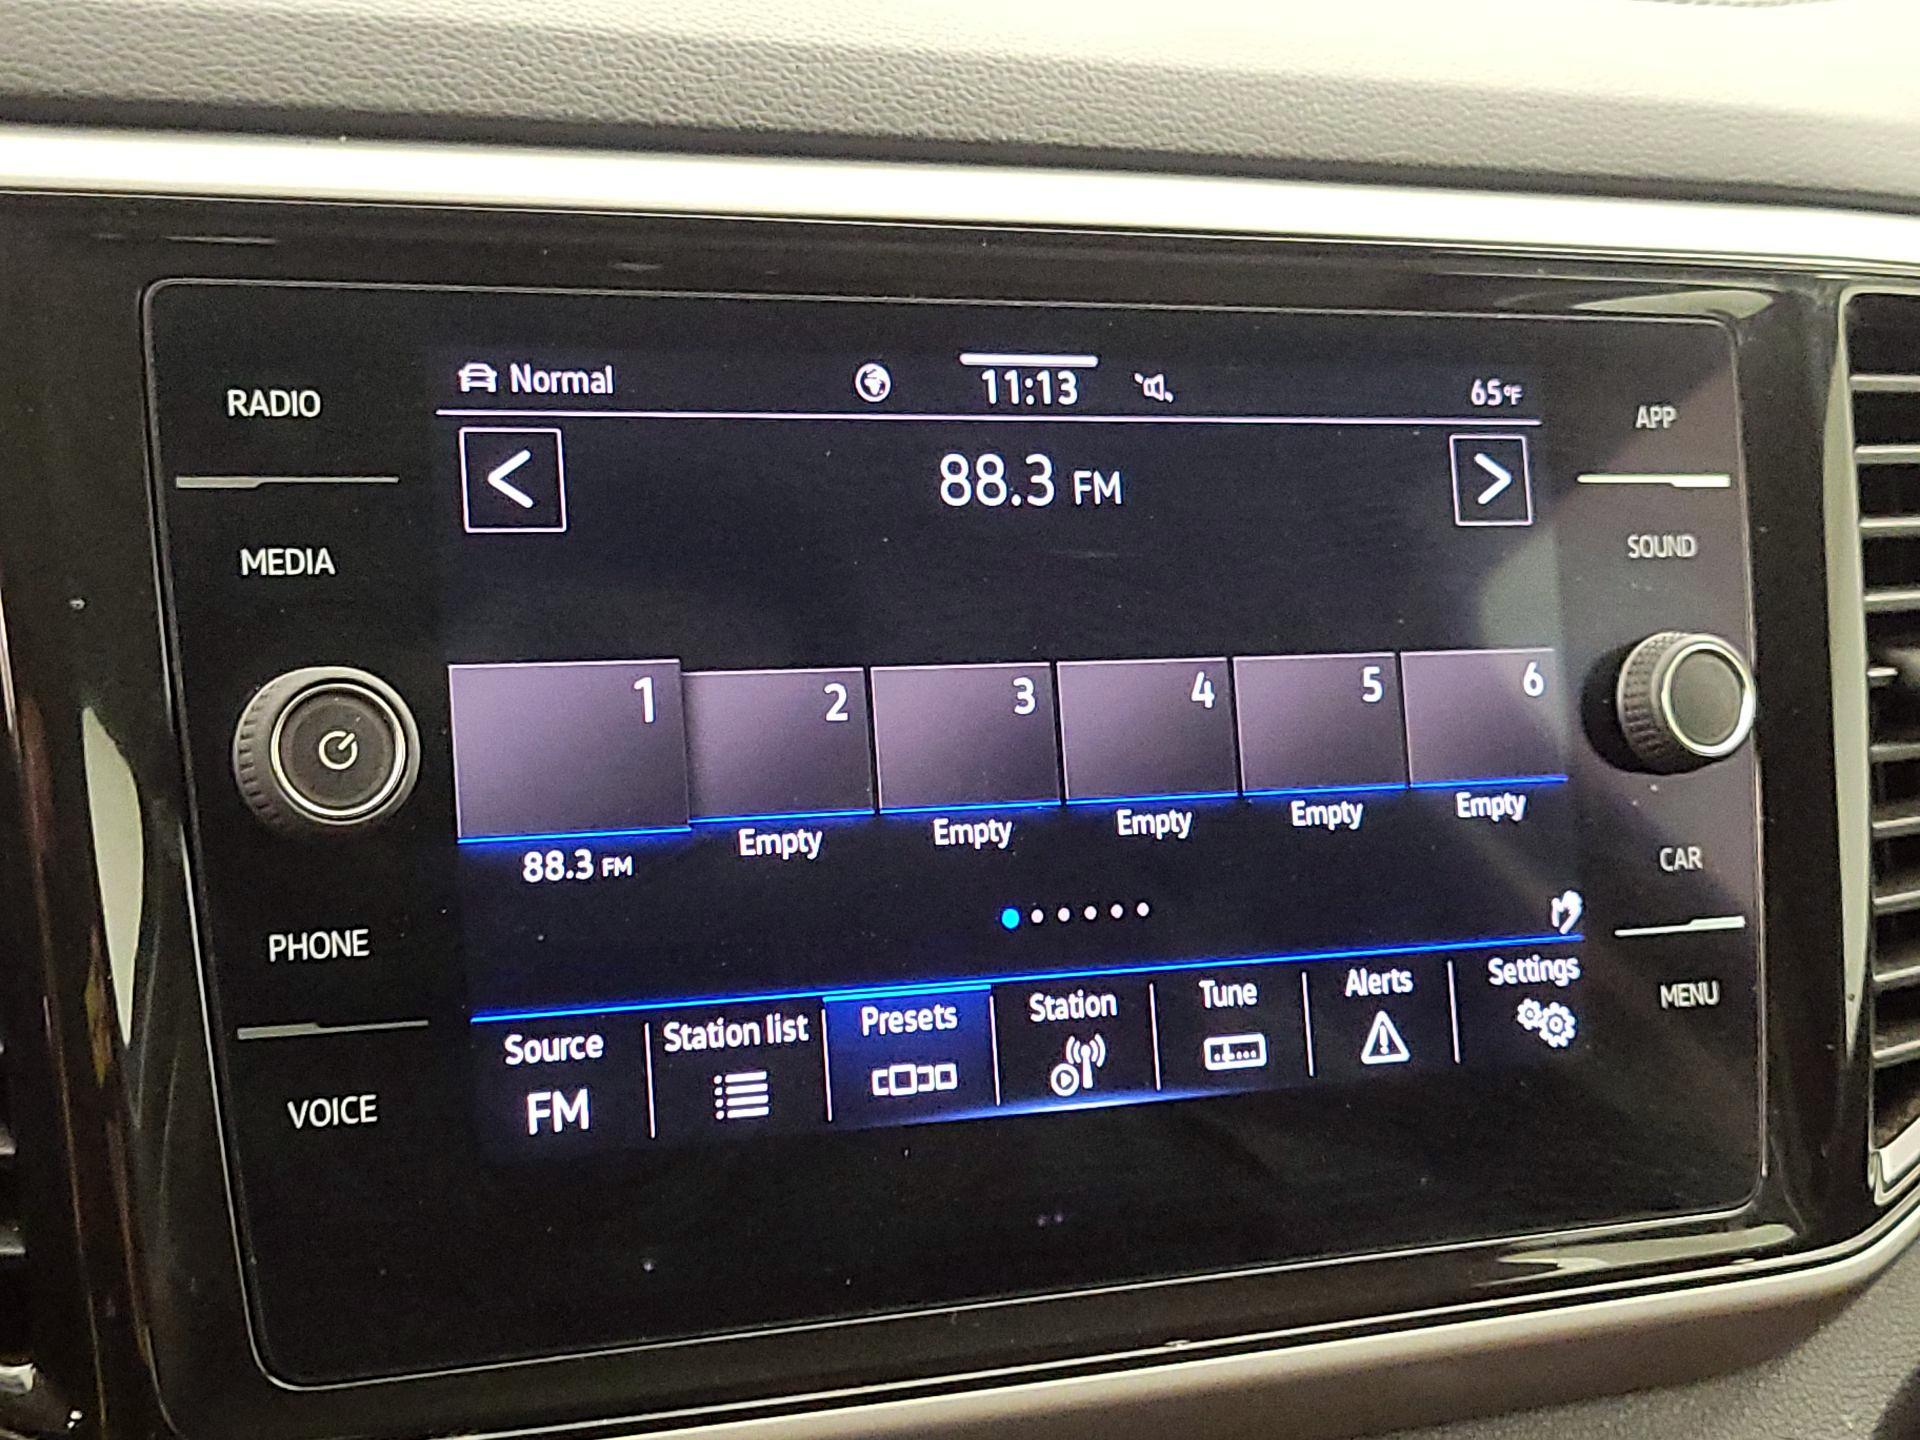 RADIO
MEDIA
PHONE
VOICE
Normal
11:13
65°F
88.3 FM
1
2
3
4
5
6
88.3 FM
Empty
Empty
Empty
Empty
Empty
Source
FM
Station list
Presets
Station
Tune
Alerts
Settings
APP
SOUND
CAR
MENU